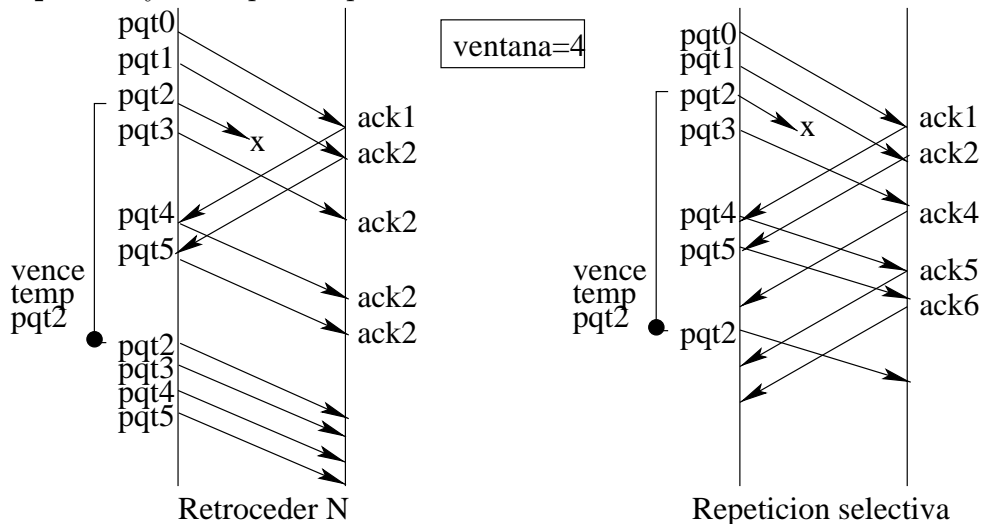 pqt0
pqt1
pqt2
pqt3
x
ack1
ack2
pqt4
ack2
pqt5
vence
temp
pqt2
ack2
ack2
pqt2
pqt3
pqt4
pqt5
Retroceder N
ventana=4
pqt0
pqt1
pqt2
pqt3
x
ack1
ack2
pqt4
ack4
pqt5
vence
temp
pqt2
ack5
ack6
pqt2
Repeticion selectiva